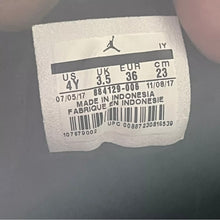 IY
US UK EUR cm
4Y 3.5 36 23
07/05/17 884129-006 11/08/17
MADE IN INDONESIA
FABRIQUE EN INDONESIE
UPC 00887230816539